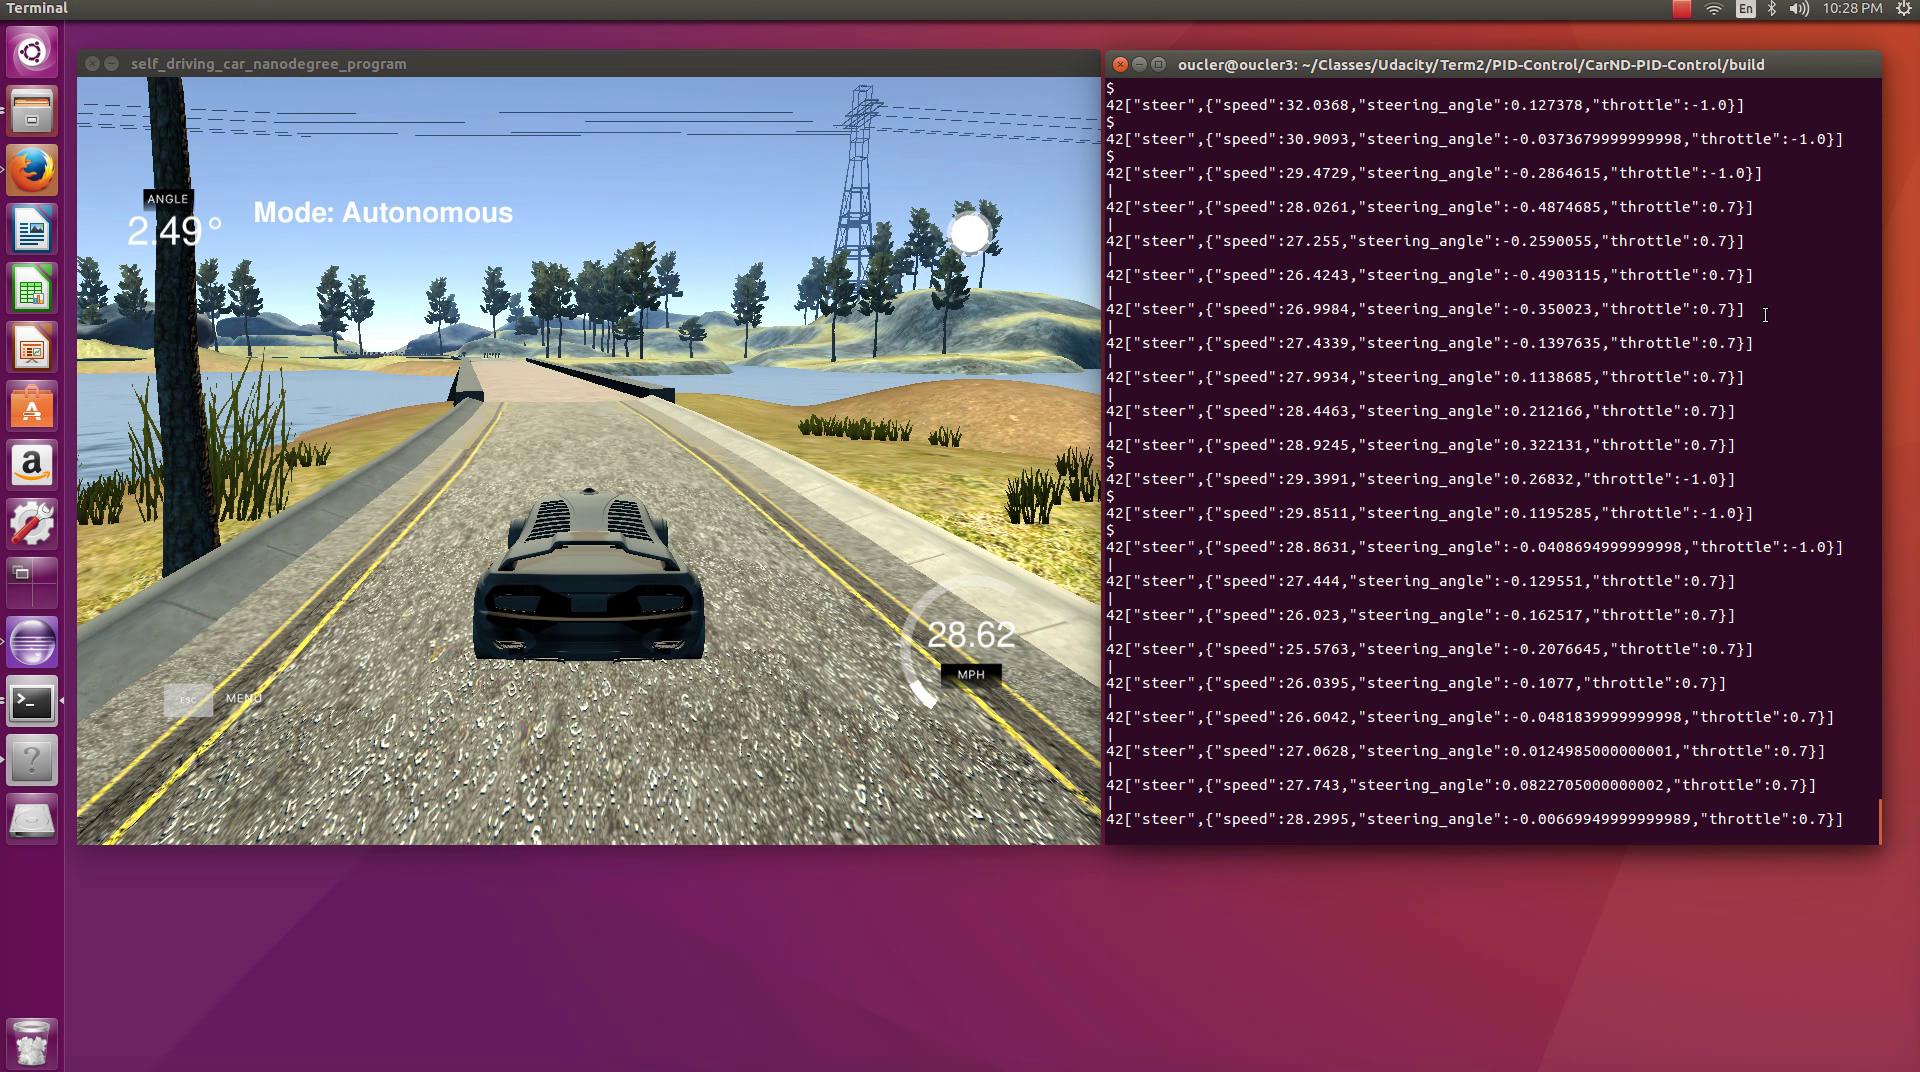 Terminal
En
10:28 PM
self_driving_car_nanodegree_program
ANGLE
2.49°
Mode: Autonomous
28.62
MPH
ESC
MENU
oucler@oucler3: ~/Classes/Udacity/Term2/PID-Control/CarND-PID-Control/build
$
42["steer",{"speed":32.0368,"steering_angle":0.127378,"throttle":-1.0}]
$
42["steer",{"speed":30.9093,"steering_angle":-0.0373679999999998,"throttle":-1.0}]
$
42["steer",{"speed":29.4729,"steering_angle":-0.2864615,"throttle":-1.0}]
|
42["steer",{"speed":28.0261,"steering_angle":-0.4874685,"throttle":0.7}]
|
42["steer",{"speed":27.255,"steering_angle":-0.2590055,"throttle":0.7}]
|
42["steer",{"speed":26.4243,"steering_angle":-0.4903115,"throttle":0.7}]
|
42["steer",{"speed":26.9984,"steering_angle":-0.350023,"throttle":0.7}]
|
42["steer",{"speed":27.4339,"steering_angle":-0.1397635,"throttle":0.7}]
|
42["steer",{"speed":27.9934,"steering_angle":0.1138685,"throttle":0.7}]
|
42["steer",{"speed":28.4463,"steering_angle":0.212166,"throttle":0.7}]
|
42["steer",{"speed":28.9245,"steering_angle":0.322131,"throttle":0.7}]
$
42["steer",{"speed":29.3991,"steering_angle":0.26832,"throttle":-1.0}]
$
42["steer",{"speed":29.8511,"steering_angle":0.1195285,"throttle":-1.0}]
$
42["steer",{"speed":28.8631,"steering_angle":-0.0408694999999998,"throttle":-1.0}]
|
42["steer",{"speed":27.444,"steering_angle":-0.129551,"throttle":0.7}]
|
42["steer",{"speed":26.023,"steering_angle":-0.162517,"throttle":0.7}]
|
42["steer",{"speed":25.5763,"steering_angle":-0.2076645,"throttle":0.7}]
|
42["steer",{"speed":26.0395,"steering_angle":-0.1077,"throttle":0.7}]
|
42["steer",{"speed":26.6042,"steering_angle":-0.0481839999999998,"throttle":0.7}]
|
42["steer",{"speed":27.0628,"steering_angle":0.0124985000000001,"throttle":0.7}]
|
42["steer",{"speed":27.743,"steering_angle":0.0822705000000002,"throttle":0.7}]
|
42["steer",{"speed":28.2995,"steering_angle":-0.00669949999999989,"throttle":0.7}]